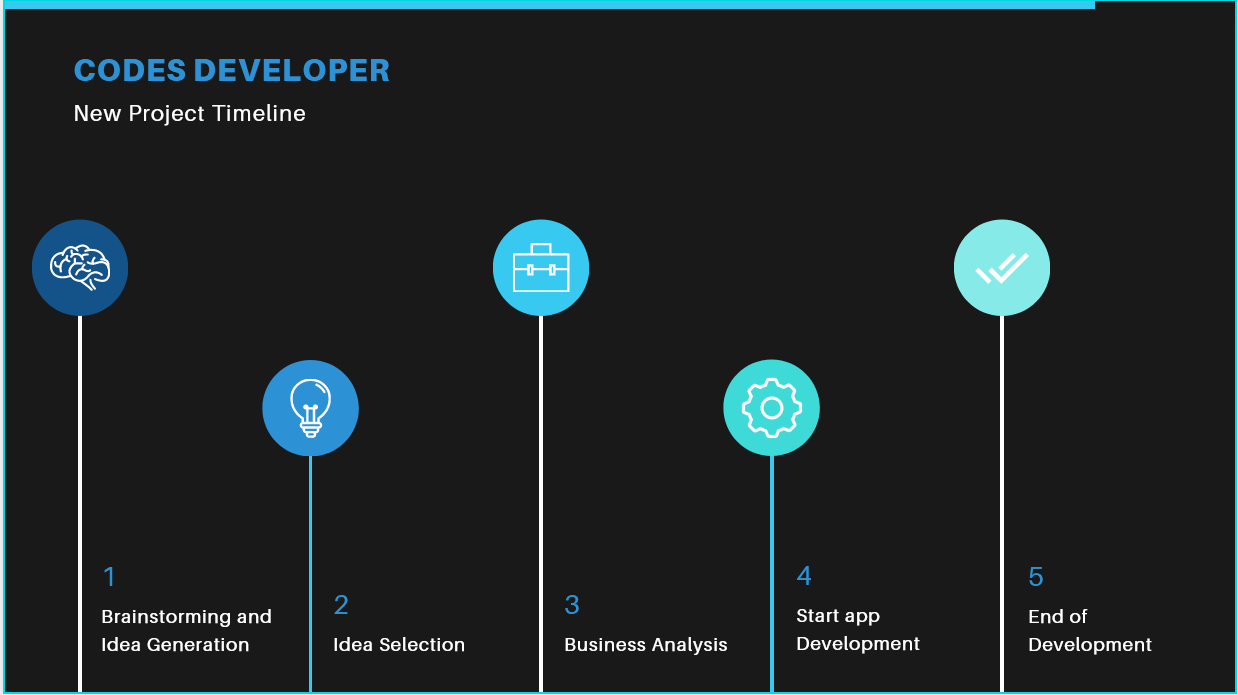 CODES DEVELOPER
New Project Timeline
1
Brainstorming and
Idea Generation
2
Idea Selection
3
Business Analysis
4
Start app
Development
5
End of
Development